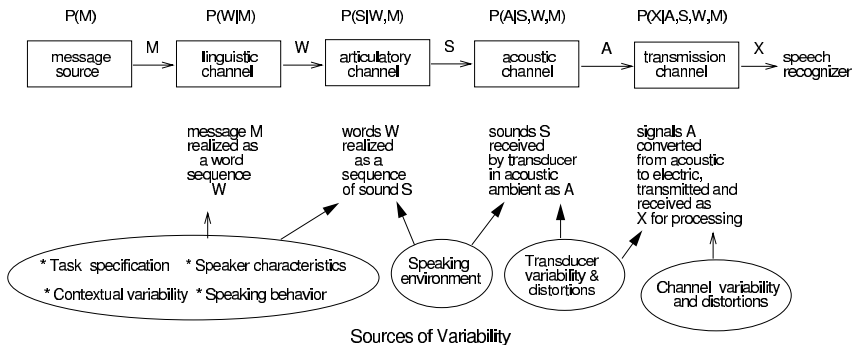 P(M)
P(W|M)
P(S|W,M)
P(A|S,W,M)
P(X|A,S,W,M)
message
source
M
linguistic
channel
W
articulatory
channel
S
acoustic
channel
A
transmission
channel
X
speech
recognizer
message M
realized as
a word
sequence
W
words W
realized
as a
sequence
of sound S
sounds S
received
by transducer
in acoustic
ambient as A
signals A
converted
from acoustic
to electric,
transmitted and
received as
X for processing
* Task specification * Speaker characteristics
* Contextual variability * Speaking behavior
Speaking
environment
Transducer
variability &
distortions
Channel variability
and distortions
Sources of Variability